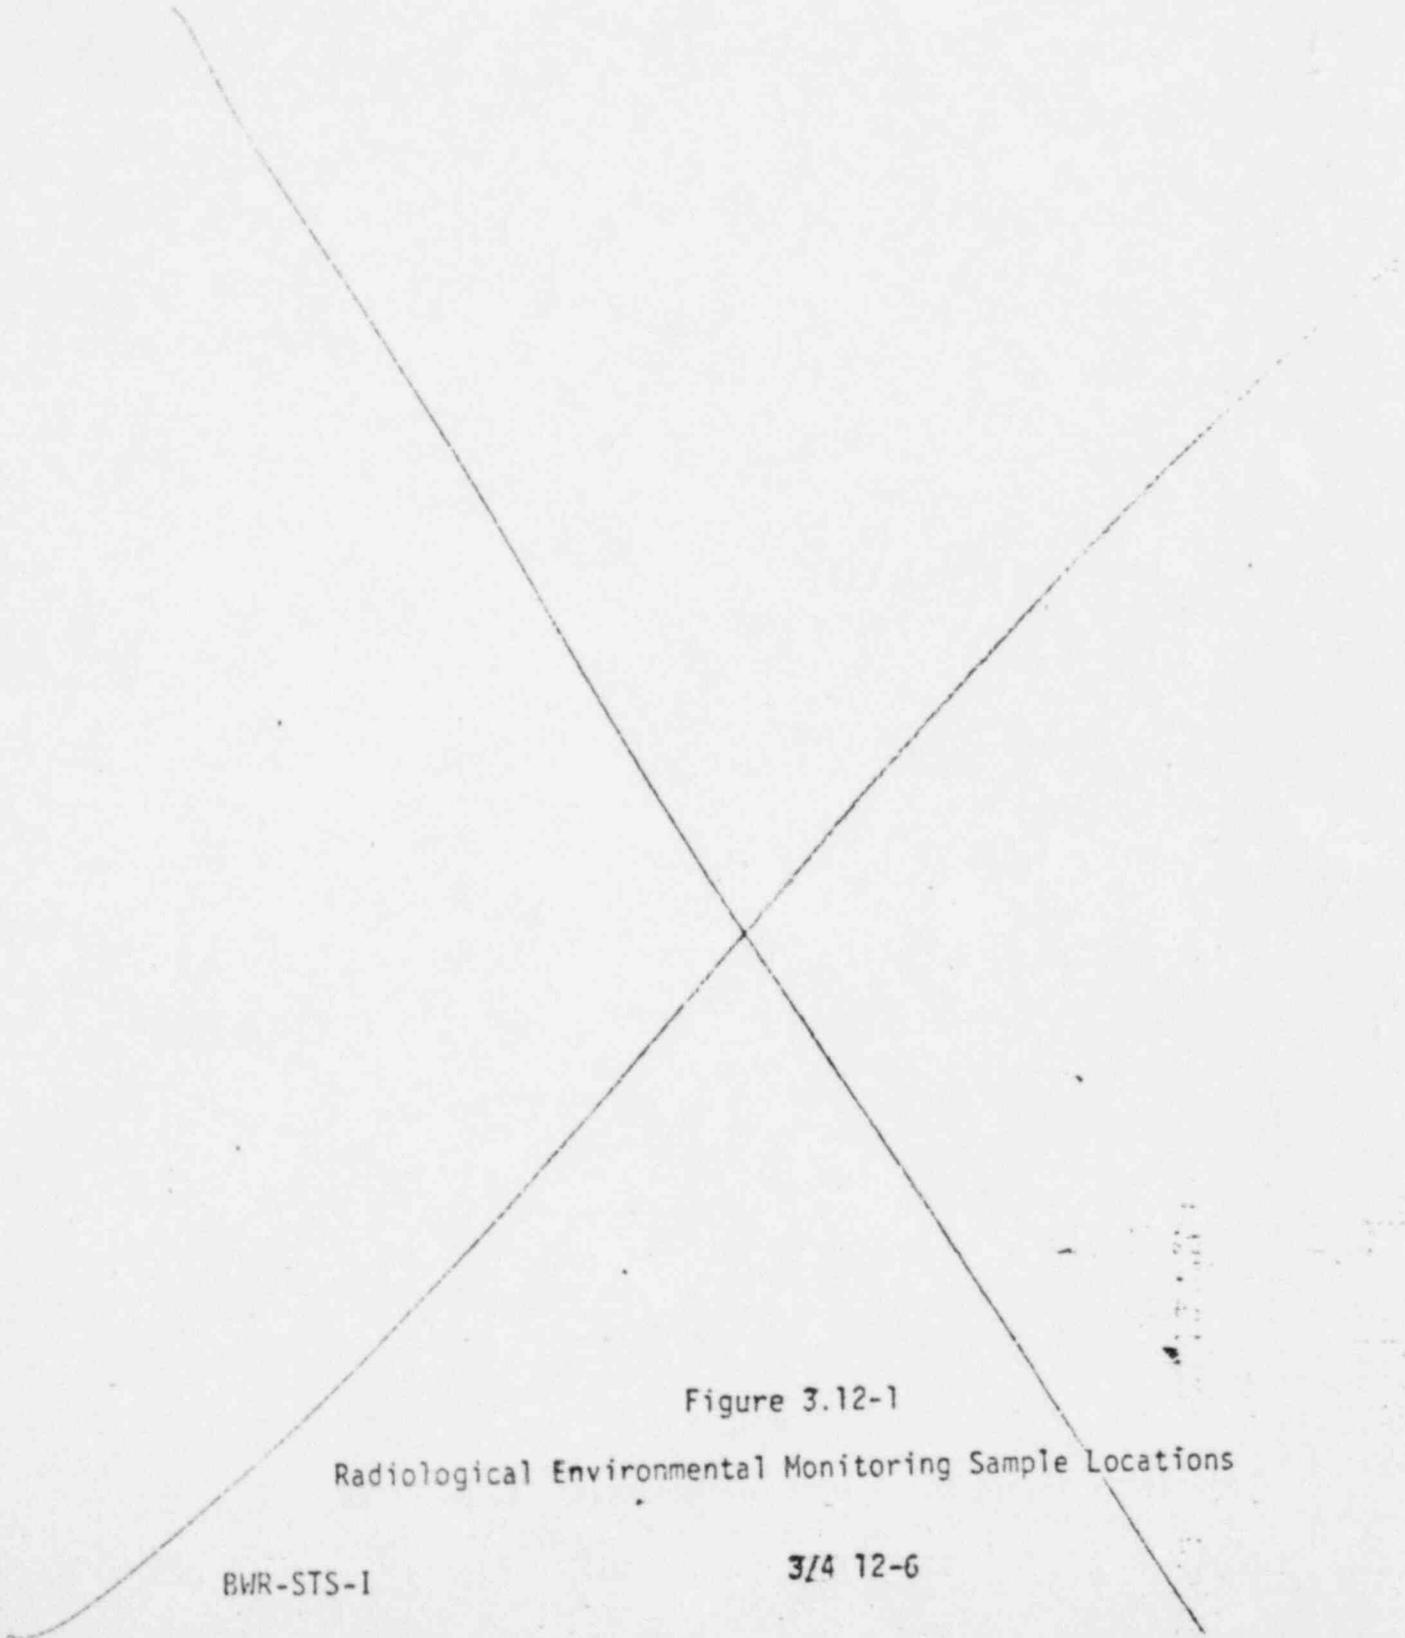 Figure 3.12-1
Radiological Environmental Monitoring Sample Locations
BWR-STS-I 3/4 12-6